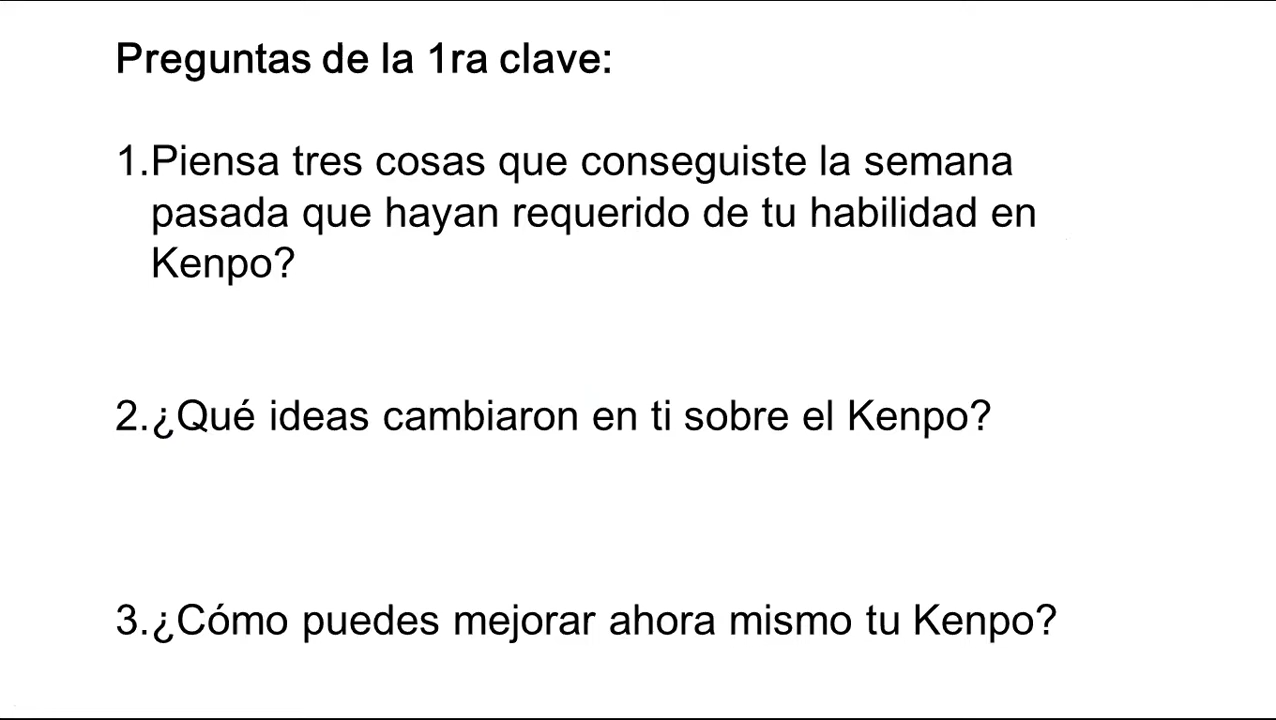 Preguntas de la 1ra clave:
1.Piensa tres cosas que conseguiste la semana
pasada que hayan requerido de tu habilidad en
Kenpo?
2.¿Qué ideas cambiaron en ti sobre el Kenpo?
3.¿Cómo puedes mejorar ahora mismo tu Kenpo?